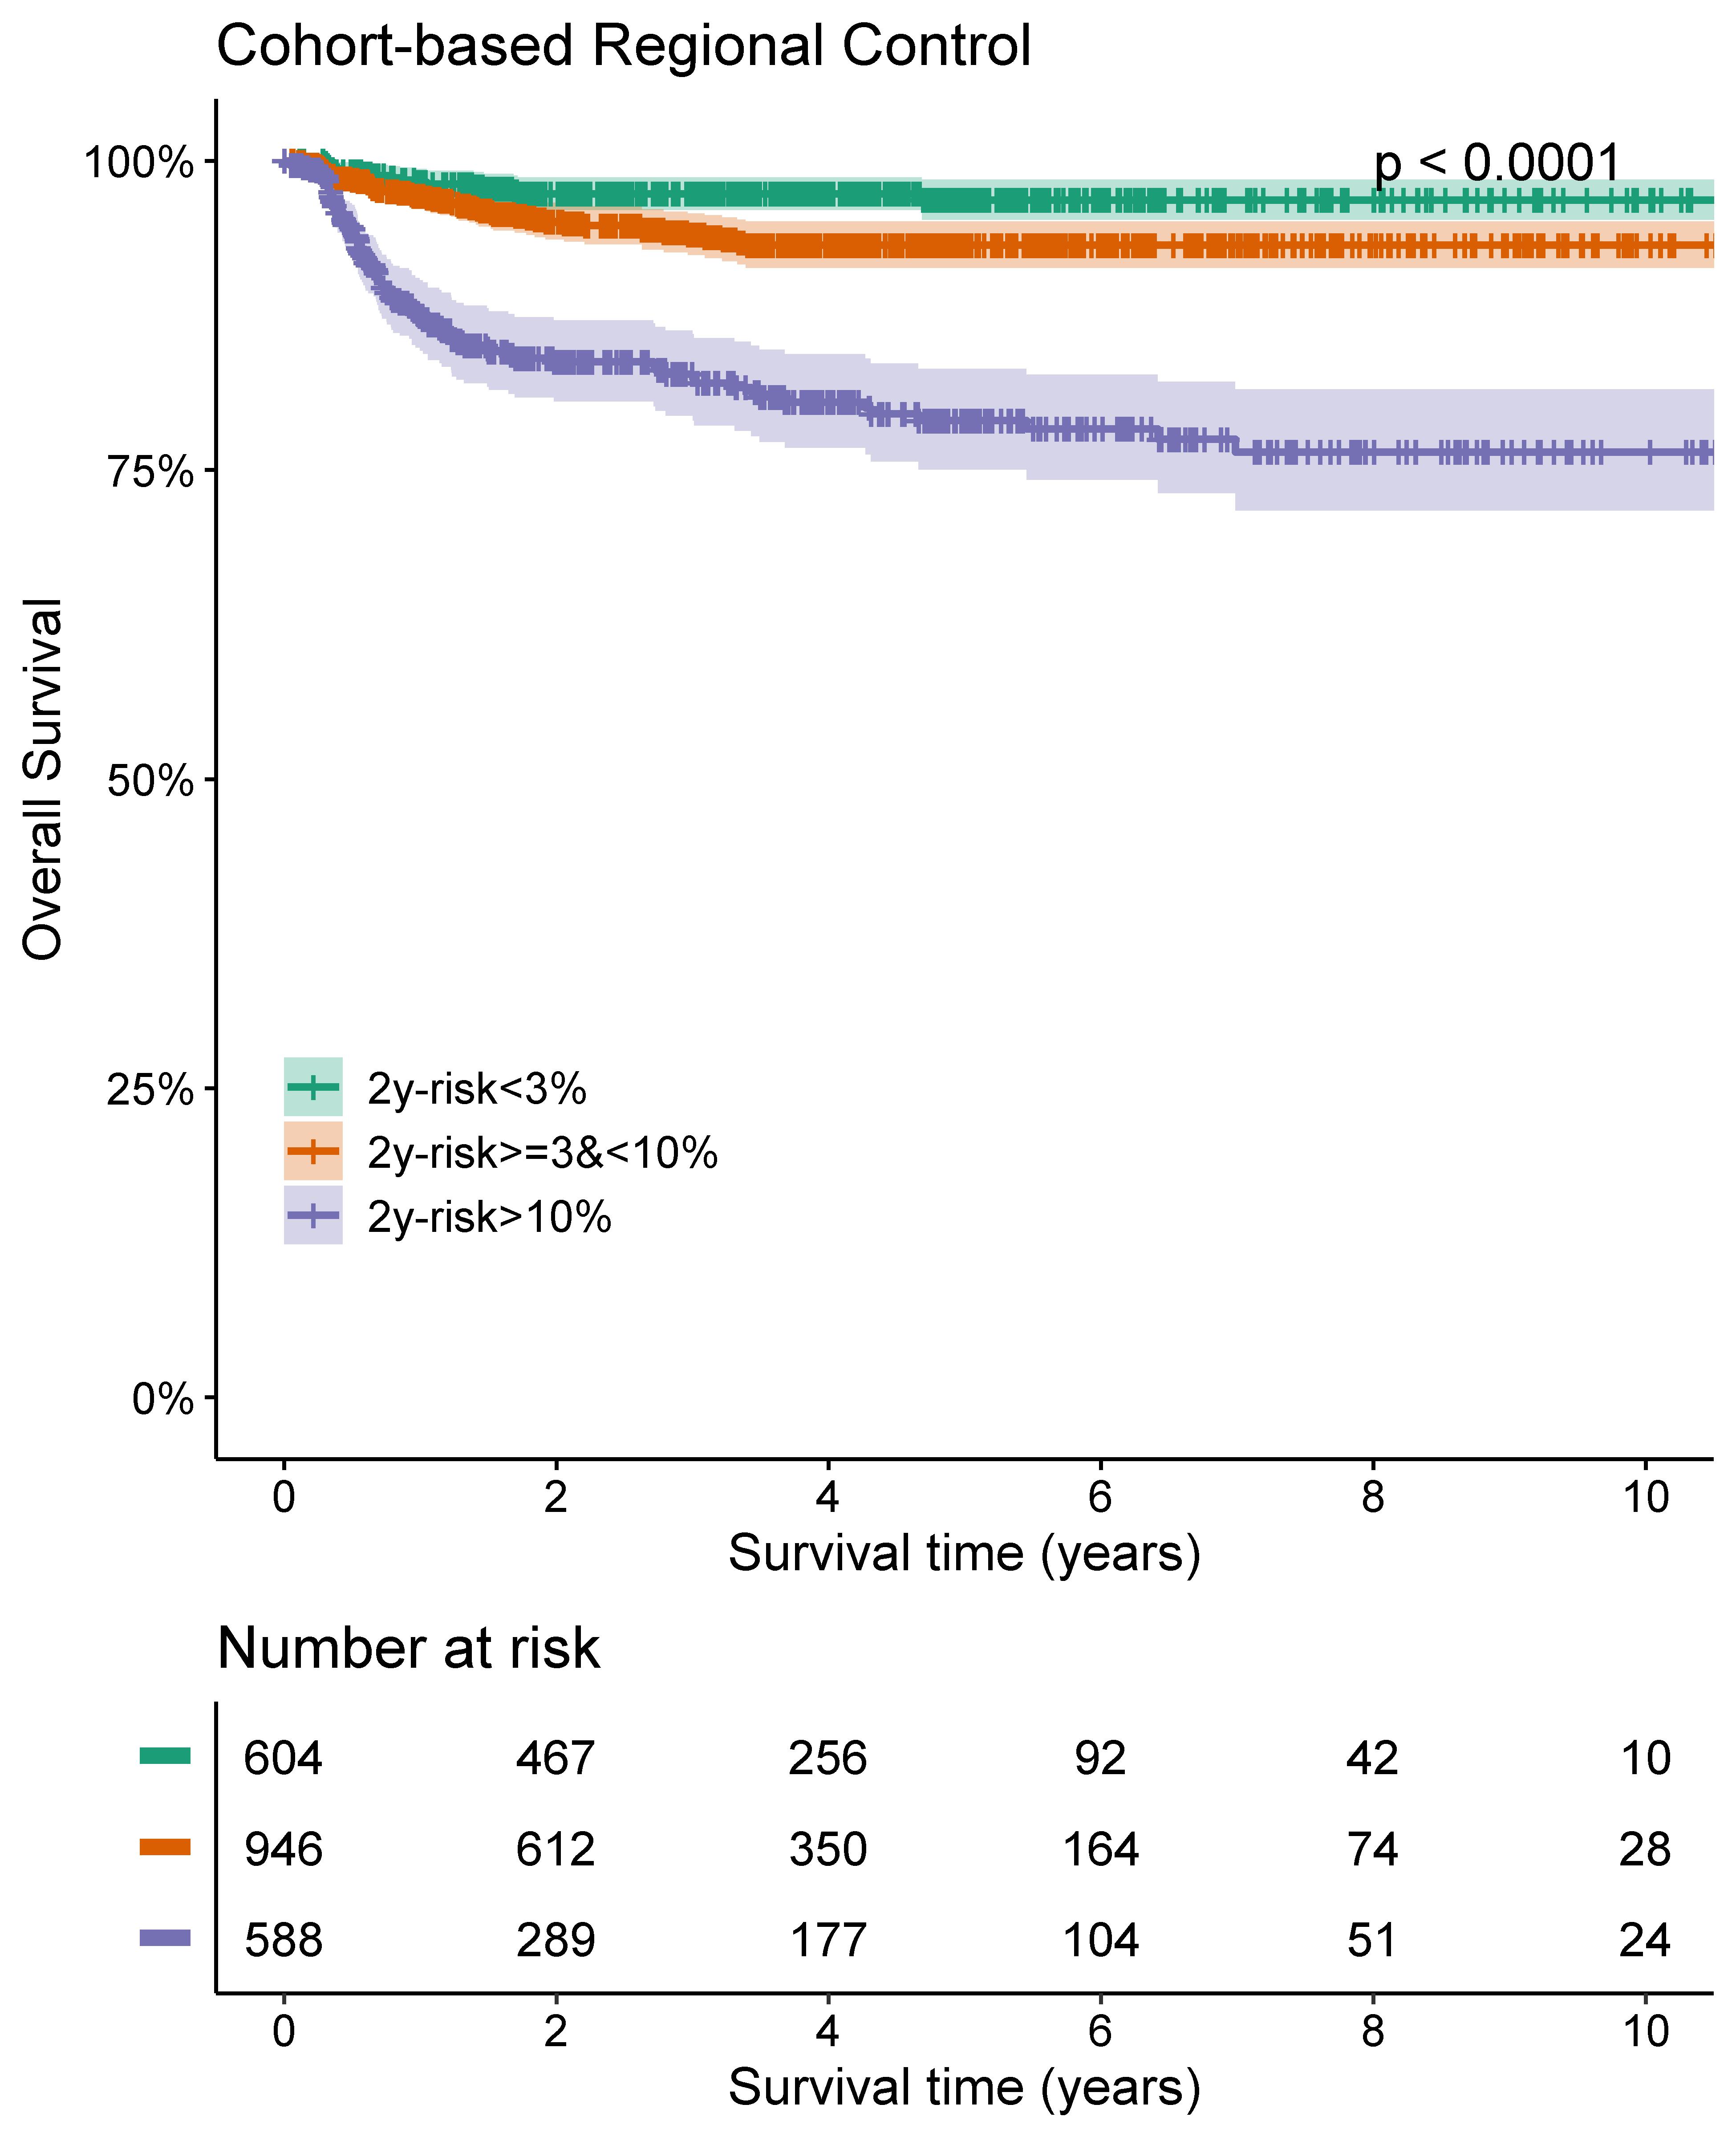 Cohort-based Regional Control
p < 0.0001
100%
75%
50%
25%
0%
Overall Survival
2y-risk<3%
2y-risk>=3&<10%
2y-risk>10%
0 2 4 6 8 10
Survival time (years)
Number at risk
604 467 256 92 42 10
946 612 350 164 74 28
588 289 177 104 51 24
0 2 4 6 8 10
Survival time (years)